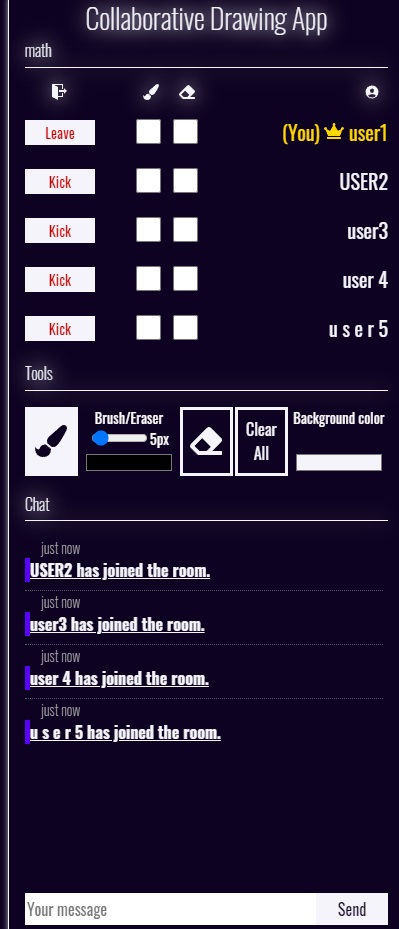 Collaborative Drawing App
math
Leave (You) user1
Kick USER2
Kick user3
Kick user 4
Kick u s e r 5
Tools
Brush/Eraser
5px
Clear
All
Background color
Chat
just now
USER2 has joined the room.
just now
user3 has joined the room.
just now
user 4 has joined the room.
just now
u s e r 5 has joined the room.
Your message Send